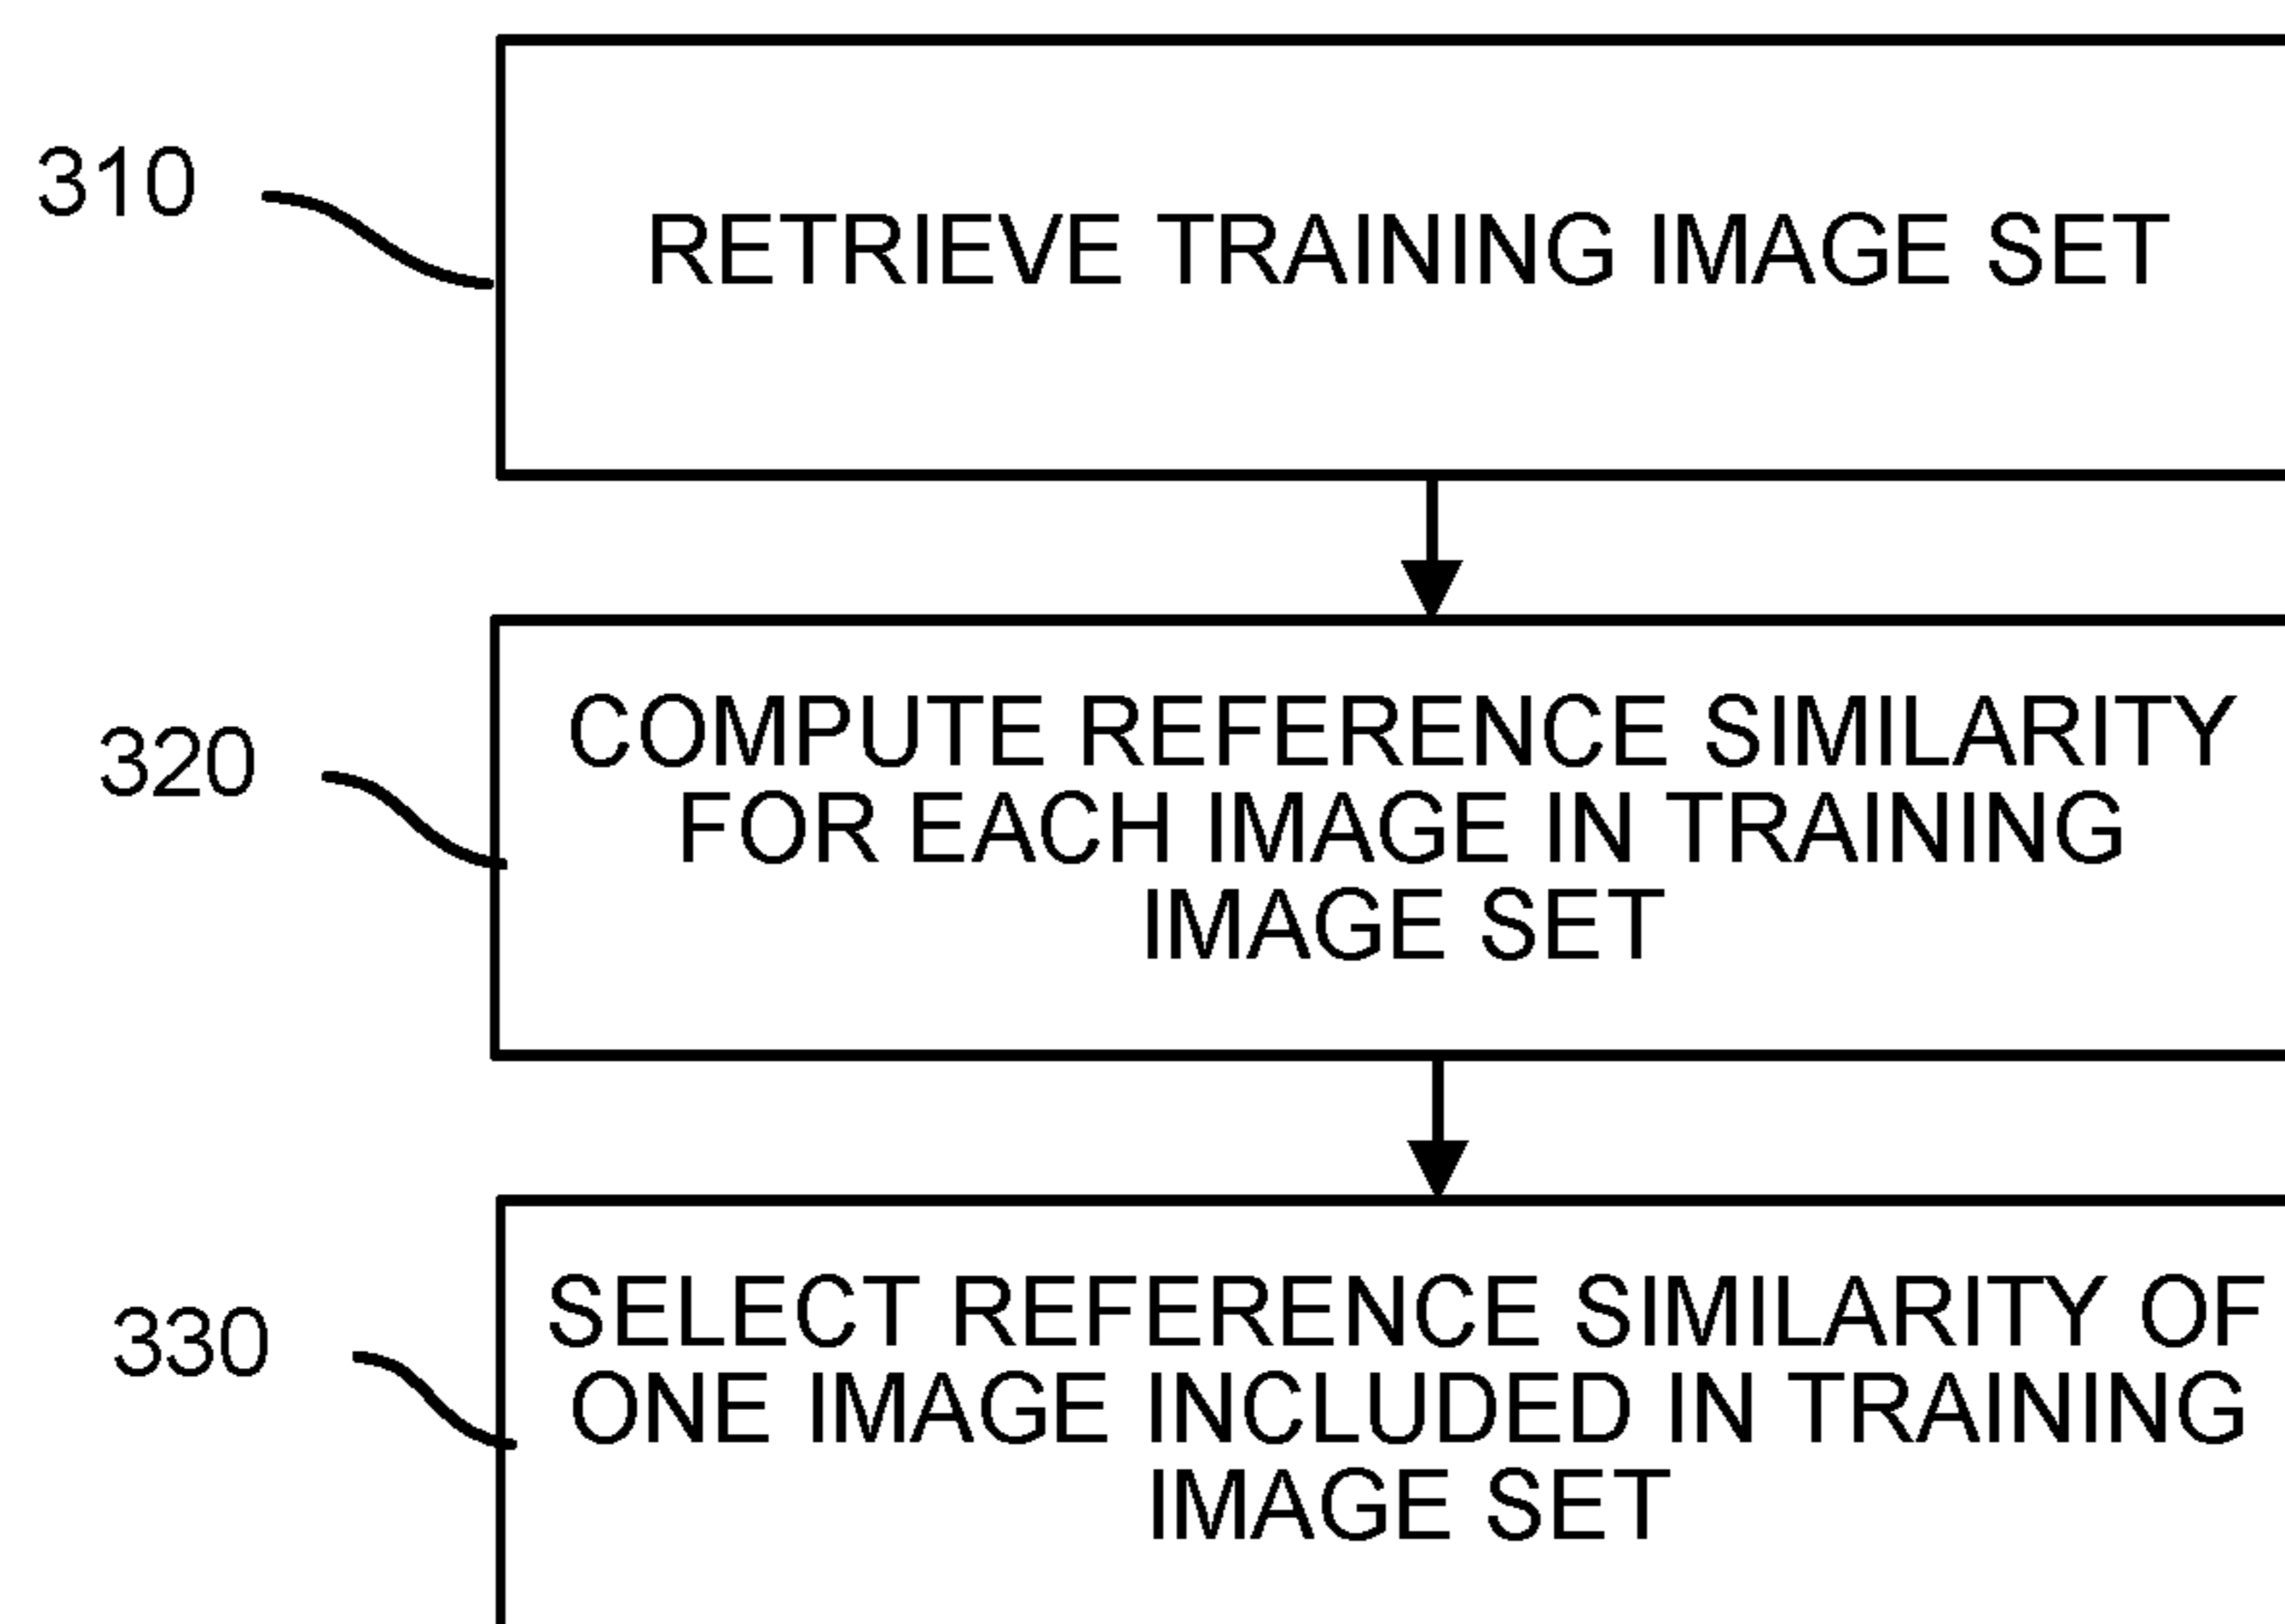 310
RETRIEVE TRAINING IMAGE SET
320
COMPUTE REFERENCE SIMILARITY
FOR EACH IMAGE IN TRAINING
IMAGE SET
330
SELECT REFERENCE SIMILARITY OF
ONE IMAGE INCLUDED IN TRAINING
IMAGE SET